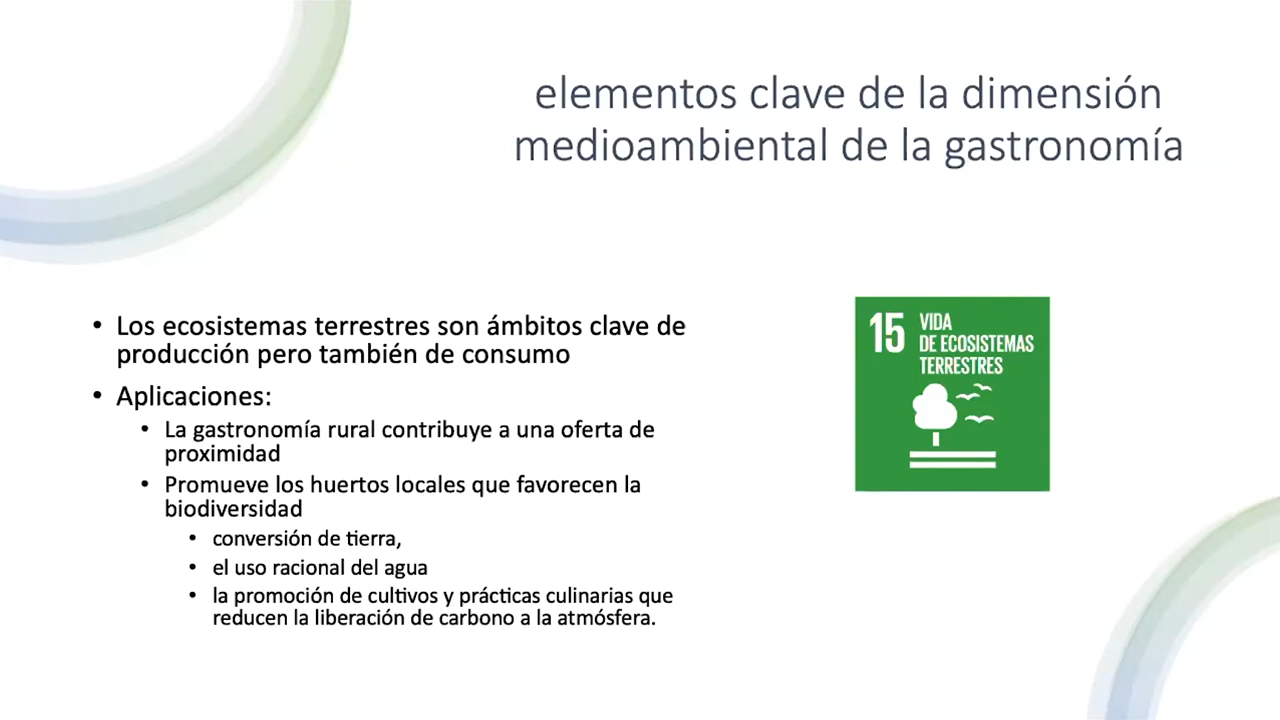 elementos clave de la dimensión
medioambiental de la gastronomía
• Los ecosistemas terrestres son ámbitos clave de
producción pero también de consumo
• Aplicaciones:
• La gastronomía rural contribuye a una oferta de
proximidad
• Promueve los huertos locales que favorecen la
biodiversidad
• conversión de tierra,
• el uso racional del agua
• la promoción de cultivos y prácticas culinarias que
reducen la liberación de carbono a la atmósfera.
15 VIDA
DE ECOSISTEMAS
TERRESTRES